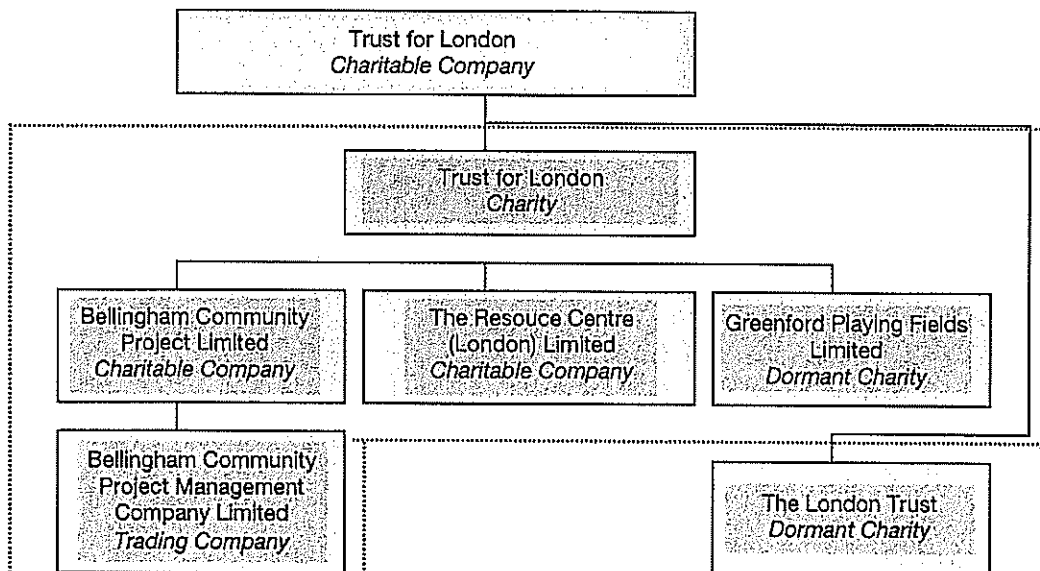 Trust for London
Charitable Company
Trust for London
Charity
Bellingham Community
Project Limited
Charitable Company
The Resouce Centre
(London) Limited
Charitable Company
Greenford Playing Fields
Limited
Dormant Charity
Bellingham Community
Project Management
Company Limited
Trading Company
The London Trust
Dormant Charity